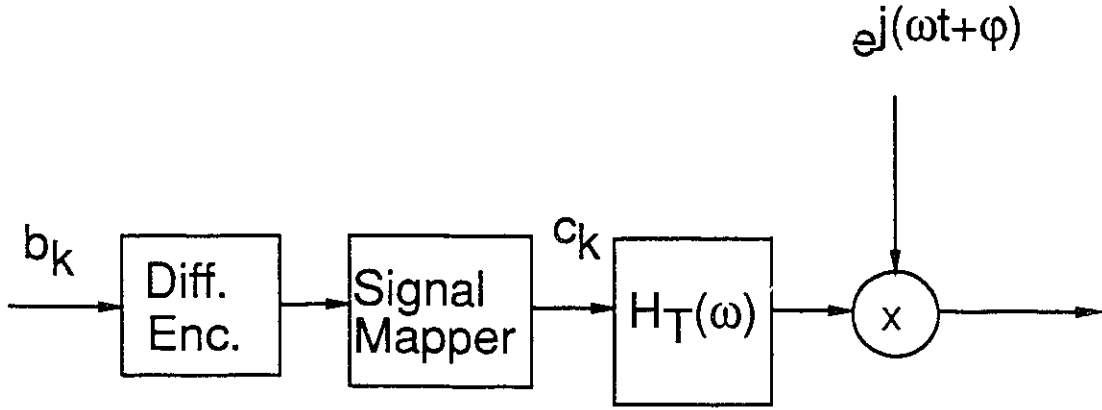 ej(ωt+φ)
bk
Diff.
Enc.
Signal
Mapper
ck
HT(ω)
x